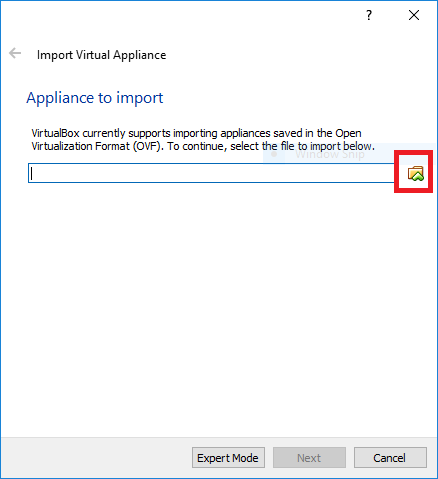 ?
Import Virtual Appliance
Appliance to import
VirtualBox currently supports importing appliances saved in the Open
Virtualization Format (OVF). To continue, select the file to import below.
Window Snip
Expert Mode
Next
Cancel